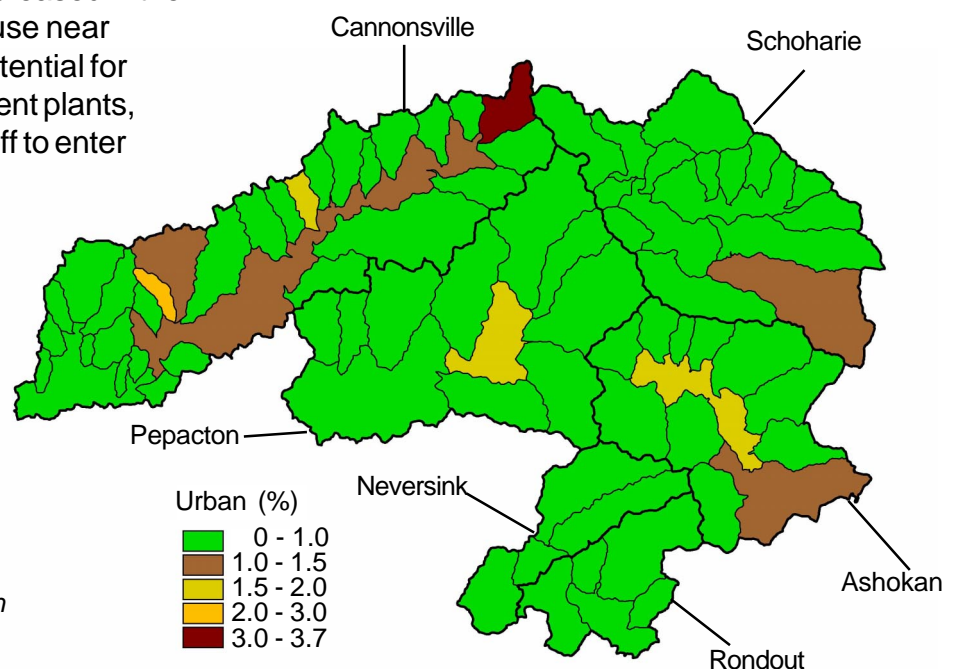 use near
tential for
ent plants,
ff to enter
Cannonsville
Schoharie
Pepacton
Neversink
Ashokan
Rondout
Urban (%)
0 - 1.0
1.0 - 1.5
1.5 - 2.0
2.0 - 3.0
3.0 - 3.7